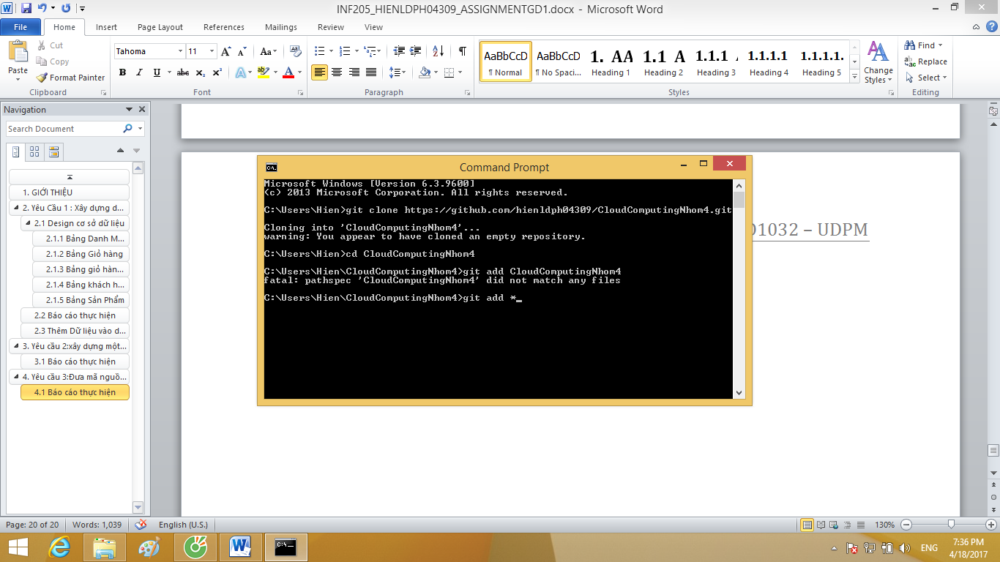 INF205_HIENLDPH04309_ASSIGNMENTGD1.docx - Microsoft Word
File Home Insert Page Layout References Mailings Review View
Paste
Cut
Copy
Format Painter
Clipboard
Tahoma 11
B I U abc x₂ x²
Font
Paragraph
AaBbCcD AaBbCcD 1. AA 1.1 A 1.1.1 1.1.1.1 1.1.1.1.
¶ Normal ¶ No Spaci... Heading 1 Heading 2 Heading 3 Heading 4 Heading 5
Styles
Change Styles
Find
Replace
Select
Editing
Navigation
Search Document
1. GIỚI THIỆU
2. Yêu Cầu 1 : Xây dựng d...
2.1 Design cơ sở dữ liệu
2.1.1 Bảng Danh M...
2.1.2 Bảng Giỏ hàng
2.1.3 Bảng giỏ hàn...
2.1.4 Bảng khách h...
2.1.5 Bảng Sản Phẩm
2.2 Báo cáo thực hiện
2.3 Thêm Dữ liệu vào d...
3. Yêu cầu 2:xây dựng một...
3.1 Báo cáo thực hiện
4. Yêu cầu 3:Đưa mã nguồ...
4.1 Báo cáo thực hiện
1032 – UDPM
Command Prompt
Microsoft Windows [Version 6.3.9600]
(c) 2013 Microsoft Corporation. All rights reserved.
C:\Users\Hien>git clone https://github.com/hienldph04309/CloudComputingNhom4.git
Cloning into 'CloudComputingNhom4'...
warning: You appear to have cloned an empty repository.
C:\Users\Hien>cd CloudComputingNhom4
C:\Users\Hien\CloudComputingNhom4>git add CloudComputingNhom4
fatal: pathspec 'CloudComputingNhom4' did not match any files
C:\Users\Hien\CloudComputingNhom4>git add *_
Page: 20 of 20 Words: 1,039 English (U.S.) 130%
ENG
7:36 PM
4/18/2017